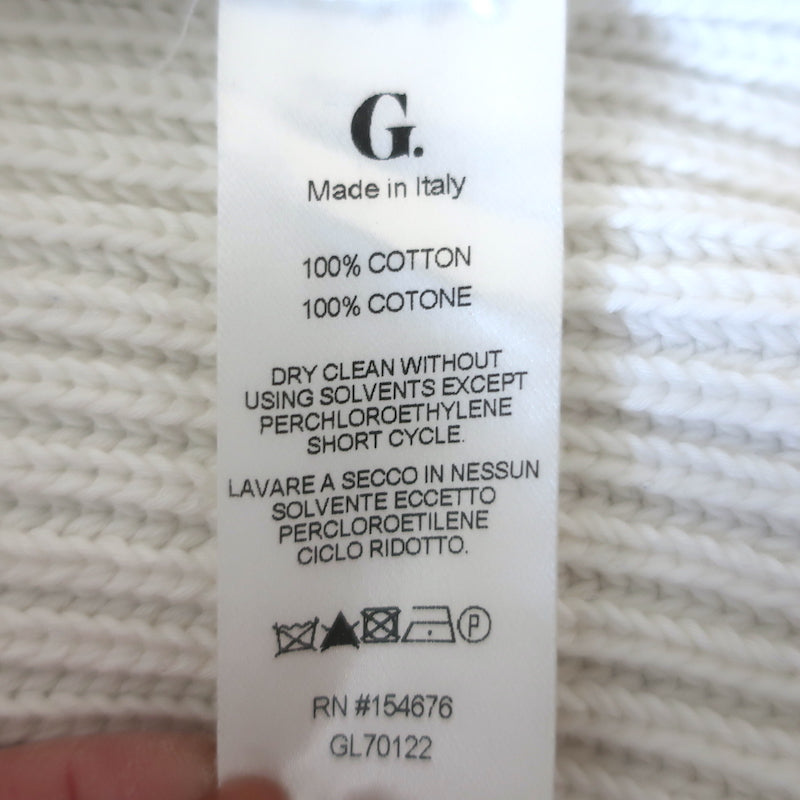 G.
Made in Italy
100% COTTON
100% COTONE
DRY CLEAN WITHOUT
USING SOLVENTS EXCEPT
PERCHLOROETHYLENE
SHORT CYCLE.
LAVARE A SECCO IN NESSUN
SOLVENTE ECCETTO
PERCLOROETILENE
CICLO RIDOTTO.
P
RN #154676
GL70122